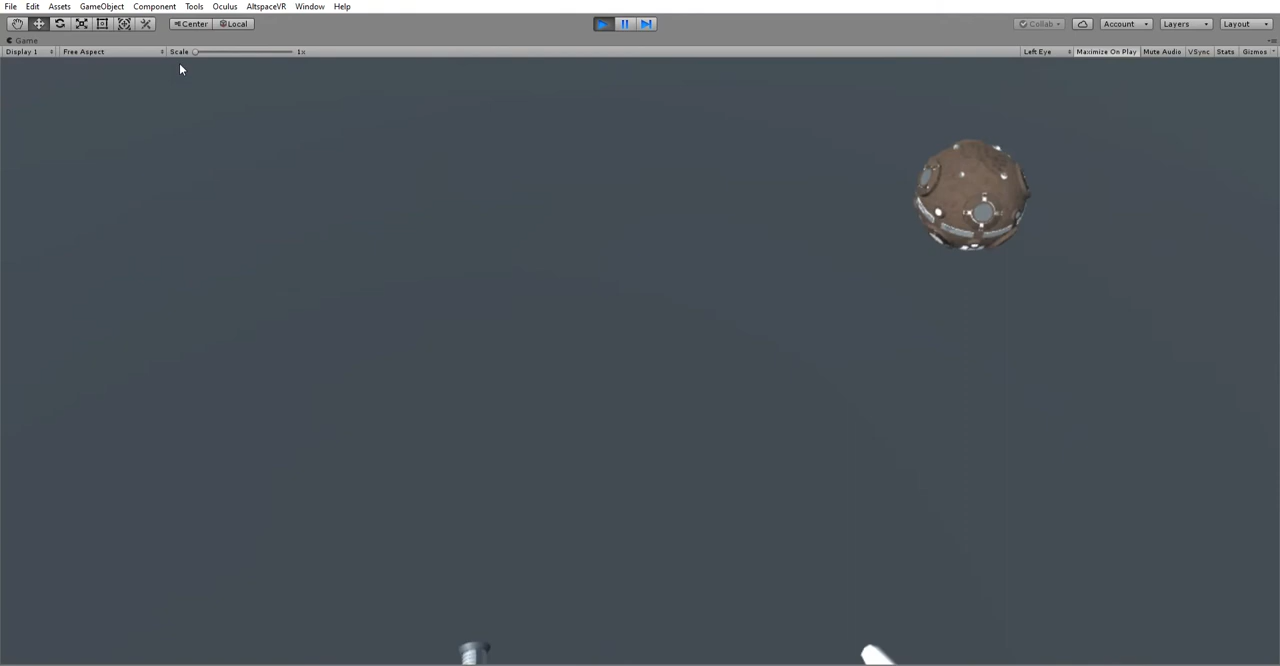 File Edit Assets GameObject Component Tools Oculus AltspaceVR Window Help
Center Local Collab Account Layers Layout
Game
Display 1 Free Aspect Scale 1x Left Eye Maximize On Play Mute Audio VSync Stats Gizmos